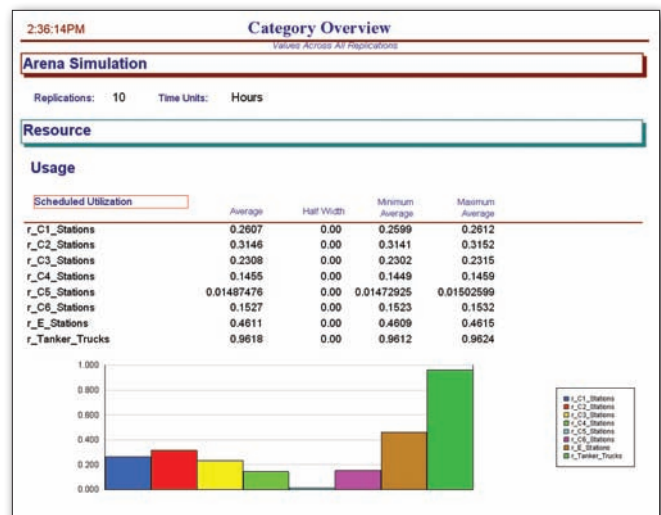 2:36:14PM Category Overview
Values Across All Replications
Arena Simulation
Replications: 10 Time Units: Hours
Resource
Usage
Scheduled Utilization Average Half Width Minimum Average Maximum Average
r_C1_Stations 0.2607 0.00 0.2599 0.2612
r_C2_Stations 0.3146 0.00 0.3141 0.3152
r_C3_Stations 0.2308 0.00 0.2302 0.2315
r_C4_Stations 0.1455 0.00 0.1449 0.1459
r_C5_Stations 0.01487476 0.00 0.01472925 0.01502599
r_C6_Stations 0.1527 0.00 0.1523 0.1532
r_E_Stations 0.4611 0.00 0.4609 0.4615
r_Tanker_Trucks 0.9618 0.00 0.9612 0.9624
1.000
0.800
0.600
0.400
0.200
0.000
r_C1_Stations
r_C2_Stations
r_C3_Stations
r_C4_Stations
r_C5_Stations
r_C6_Stations
r_E_Stations
r_Tanker_Trucks